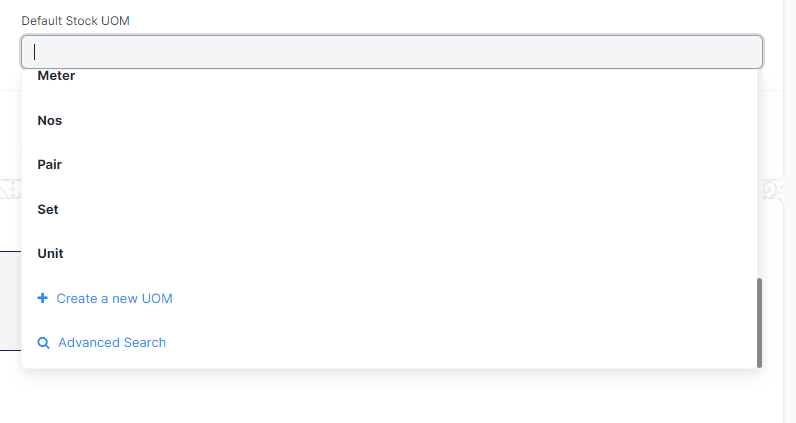 Default Stock UOM
Meter
Nos
Pair
Set
Unit
Create a new UOM
Advanced Search